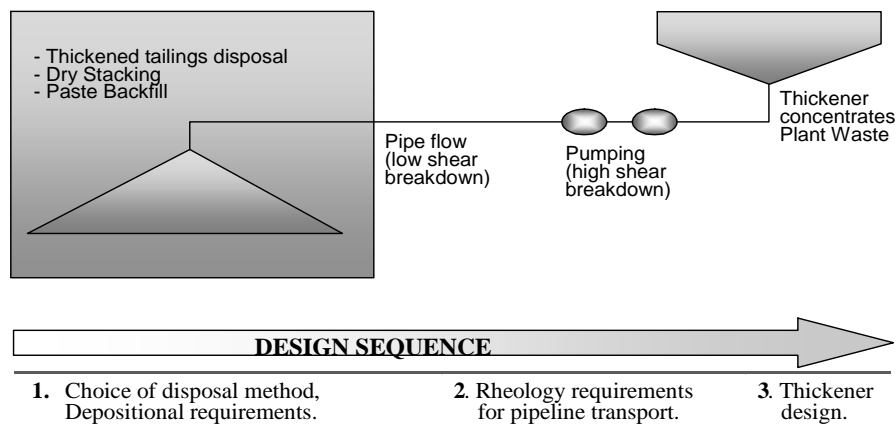 - Thickened tailings disposal
- Dry Stacking
- Paste Backfill
Pipe flow
(low shear
breakdown)
Pumping
(high shear
breakdown)
Thickener
concentrates
Plant Waste
DESIGN SEQUENCE
1. Choice of disposal method,
Depositional requirements.
2. Rheology requirements
for pipeline transport.
3. Thickener
design.